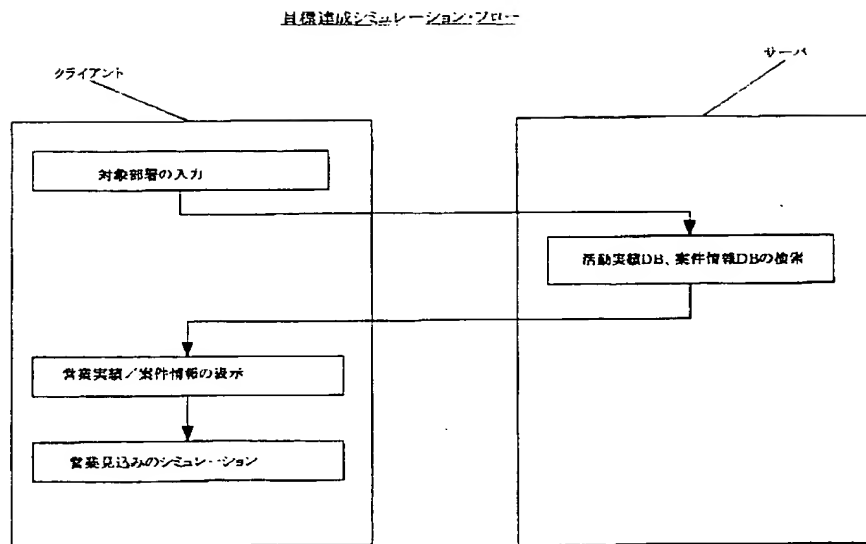 目標達成シミュレーション・フロー
クライアント
サーバ
対象部署の入力
活動実績DB、案件情報DBの検索
営業実績/案件情報の表示
営業見込みのシミュレーション